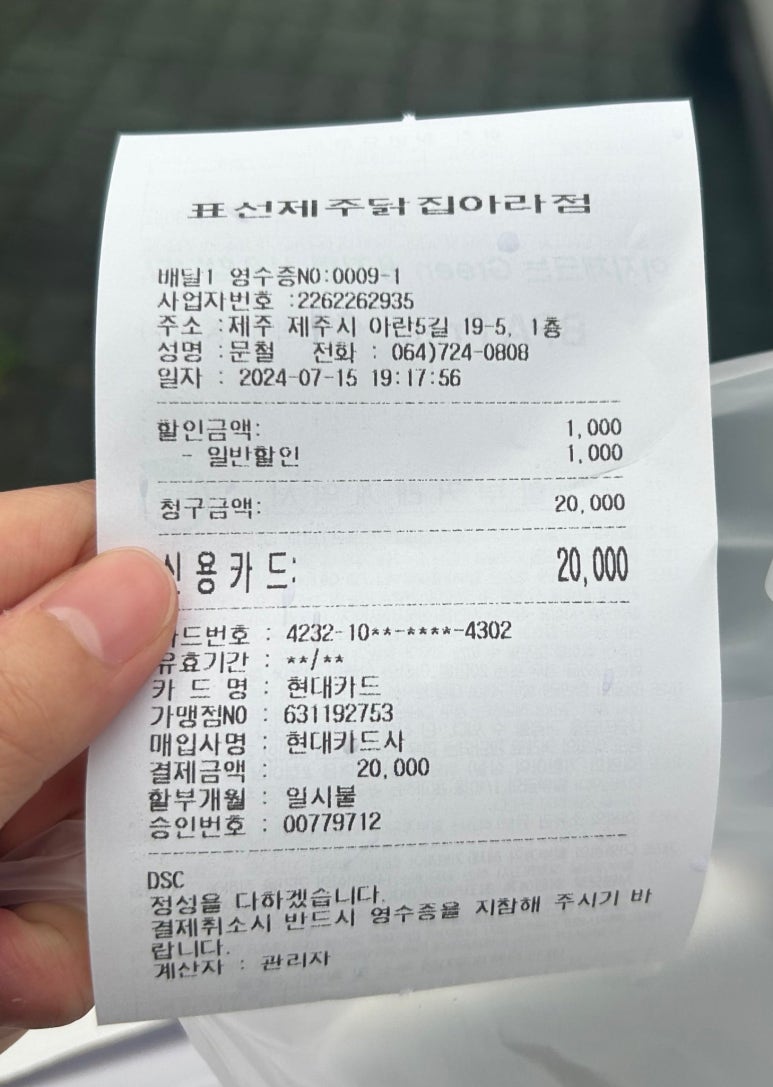 표선제주닭집아라점
배달1 영수증NO:0009-1
사업자번호 :2262262935
주소 :제주 제주시 아란5길 19-5, 1층
성명 :문철 전화 : 064)724-0808
일자 : 2024-07-15 19:17:56
할인금액: 1,000
- 일반할인 1,000
청구금액: 20,000
신용카드: 20,000
카드번호 : 4232-10**-****-4302
유효기간 : **/**
카 드 명 : 현대카드
가맹점NO : 631192753
매입사명 : 현대카드사
결제금액 : 20,000
할부개월 : 일시불
승인번호 : 00779712
DSC
정성을 다하겠습니다.
결제취소시 반드시 영수증을 지참해 주시기 바
랍니다.
계산자 : 관리자